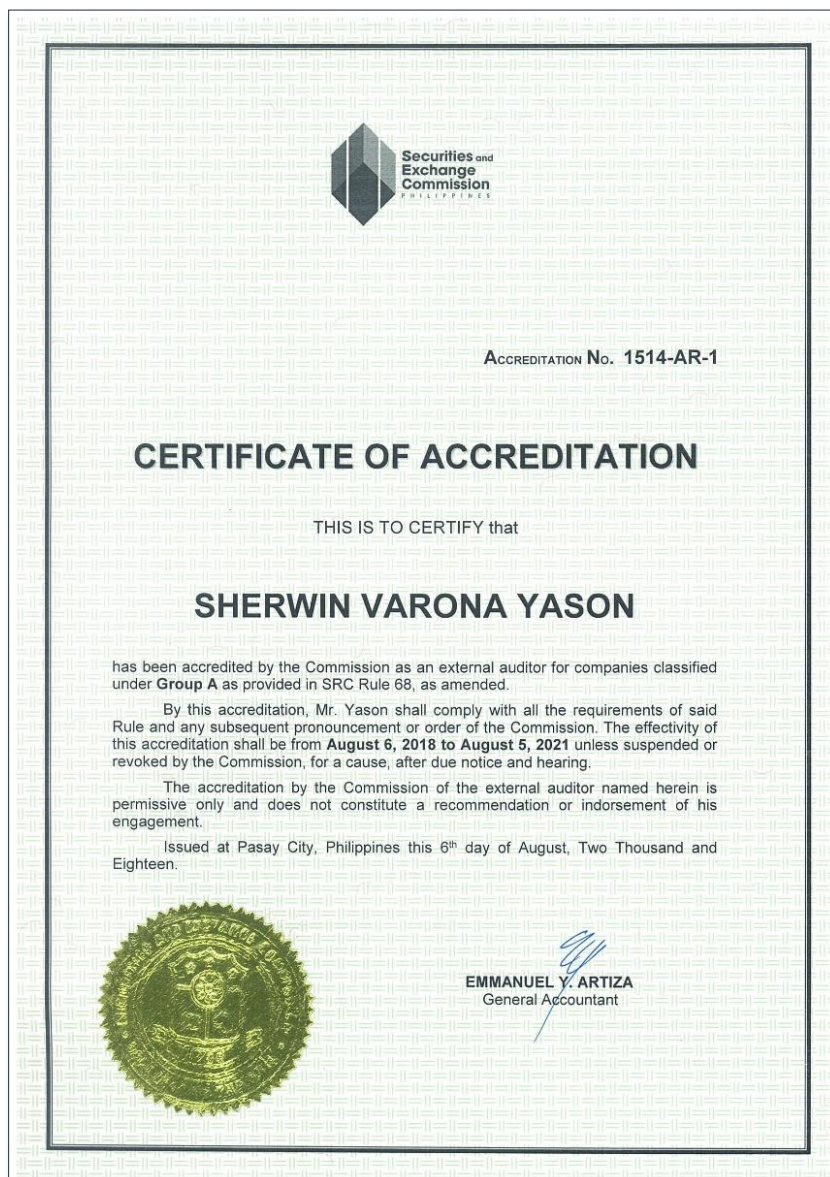 Securities and
Exchange
Commission
PHILIPPINES
ACCREDITATION NO. 1514-AR-1
CERTIFICATE OF ACCREDITATION
THIS IS TO CERTIFY that
SHERWIN VARONA YASON
has been accredited by the Commission as an external auditor for companies classified
under Group A as provided in SRC Rule 68, as amended.
By this accreditation, Mr. Yason shall comply with all the requirements of said
Rule and any subsequent pronouncement or order of the Commission. The effectivity of
this accreditation shall be from August 6, 2018 to August 5, 2021 unless suspended or
revoked by the Commission, for a cause, after due notice and hearing.
The accreditation by the Commission of the external auditor named herein is
permissive only and does not constitute a recommendation or indorsement of his
engagement.
Issued at Pasay City, Philippines this 6th day of August, Two Thousand and
Eighteen.
EMMANUEL Y. ARTIZA
General Accountant